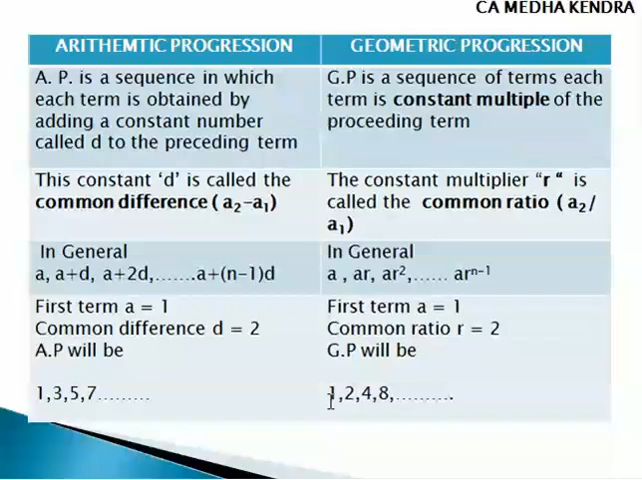 CA MEDHA KENDRA
ARITHEMTIC PROGRESSION
GEOMETRIC PROGRESSION
A. P. is a sequence in which
each term is obtained by
adding a constant number
called d to the preceding term
G.P is a sequence of terms each
term is constant multiple of the
proceeding term
This constant ‘d’ is called the
common difference ( a₂-a₁)
The constant multiplier “r “ is
called the common ratio ( a₂/
a₁)
In General
a, a+d, a+2d,.......a+(n-1)d
In General
a , ar, ar²,...... arⁿ⁻¹
First term a = 1
Common difference d = 2
A.P will be
1,3,5,7.........
First term a = 1
Common ratio r = 2
G.P will be
1,2,4,8,..........